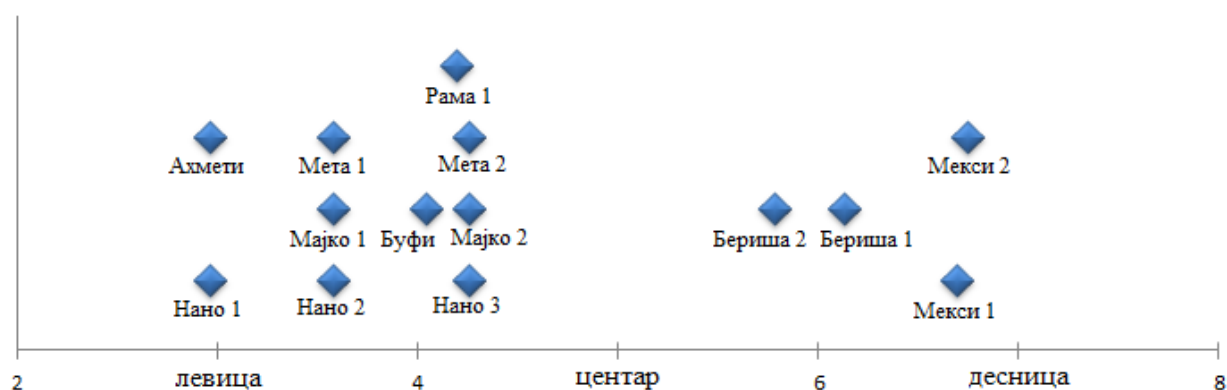 Рама 1
Ахмети Мета 1 Мета 2 Мекси 2
Мајко 1 Буфи Мајко 2 Бериша 2 Бериша 1
Нано 1 Нано 2 Нано 3 Мекси 1
2 левица 4 центар 6 десница 8